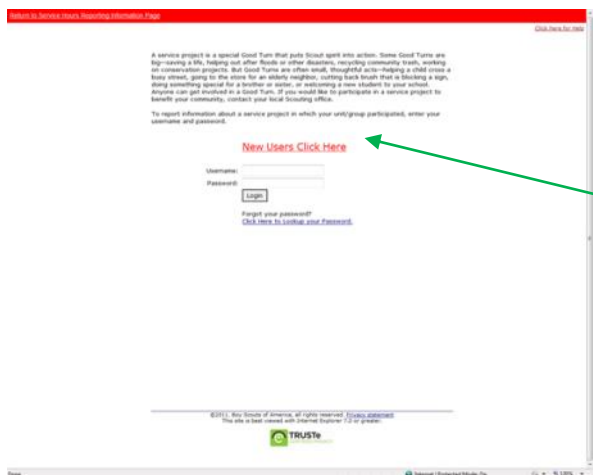 Return to Service Hours Reporting Information Page
Click Here for Help
A service project is a special Good Turn that puts Scout spirit into action. Some Good Turns are
big—saving a life, helping out after floods or other disasters, recycling community trash, working
on conservation projects. But Good Turns are often small, thoughtful acts—helping a child cross a
busy street, going to the store for an elderly neighbor, cutting back brush that is blocking a sign,
doing something special for a brother or sister, or welcoming a new student to your school.
Anyone can get involved in a Good Turn. If you would like to participate in a service project to
benefit your community, contact your local Scouting office.
To report information about a service project in which your unit/group participated, enter your
username and password.
New Users Click Here
Username:
Password:
Login
Forgot your password?
Click Here to Lookup your Password.
©2011, Boy Scouts of America, all rights reserved. Privacy statement
This site is best viewed with Internet Explorer 7.0 or greater.
TRUSTe
Done
Internet | Protected Mode: On